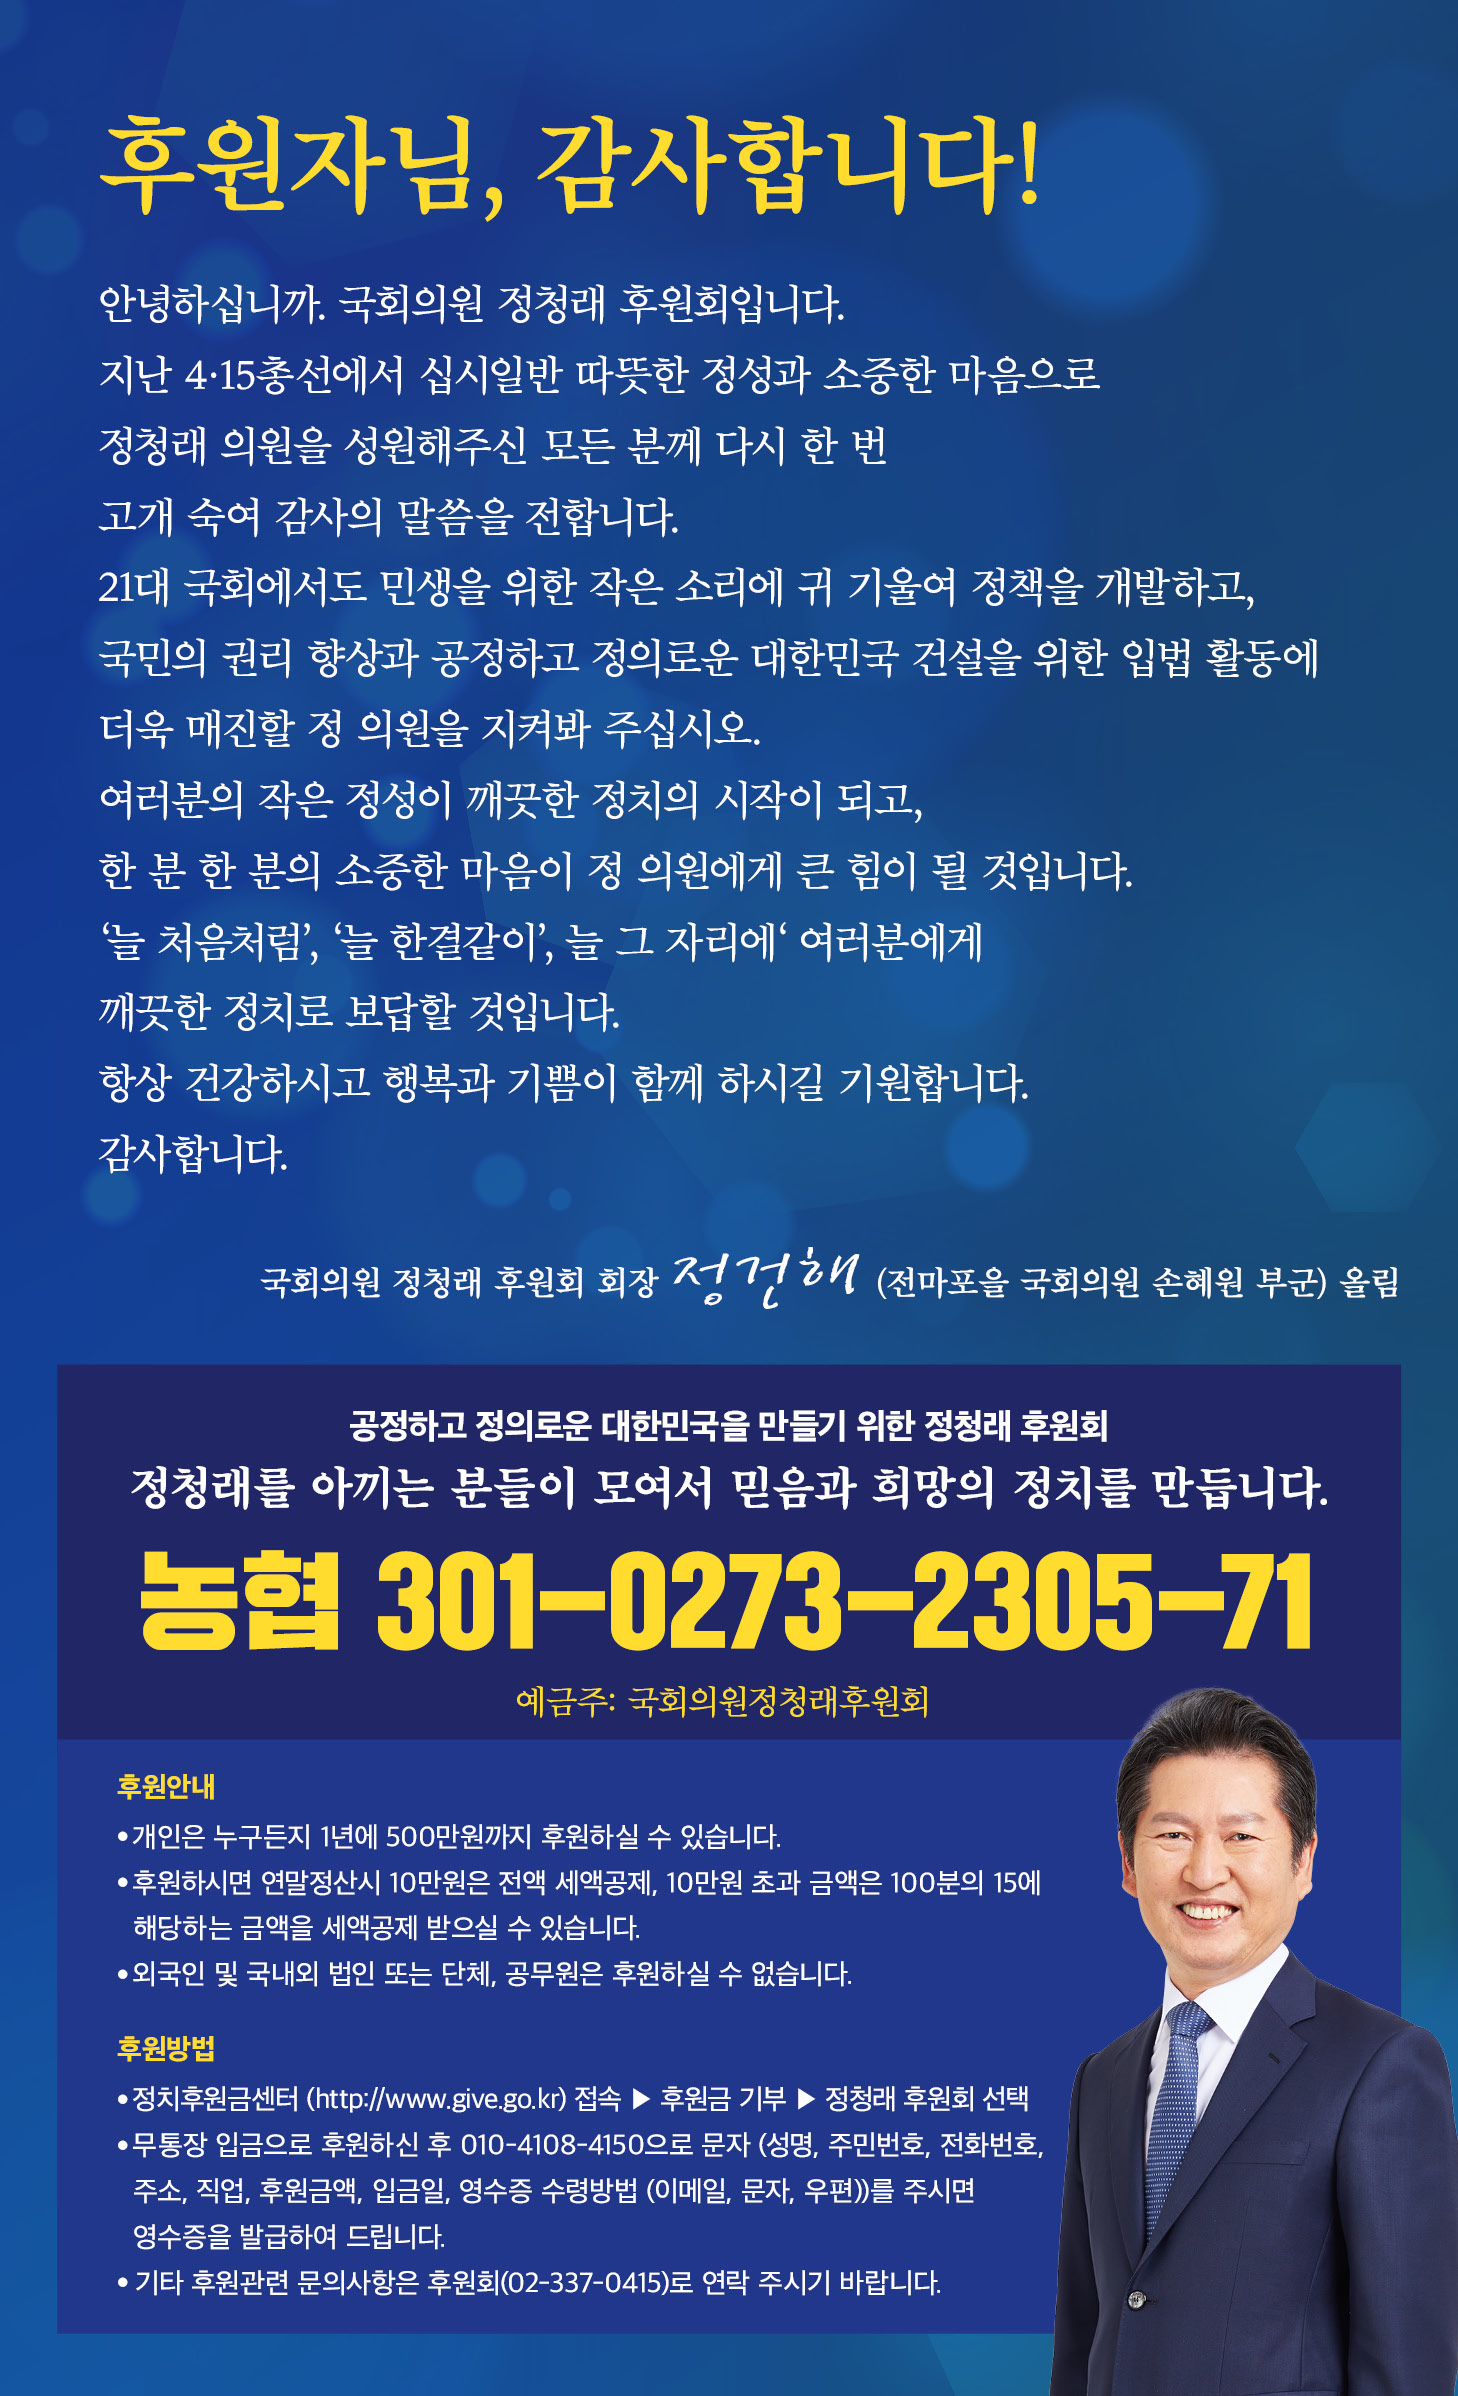 후원자님, 감사합니다!
안녕하십니까. 국회의원 정청래 후원회입니다.
지난 4·15총선에서 십시일반 따뜻한 정성과 소중한 마음으로
정청래 의원을 성원해주신 모든 분께 다시 한 번
고개 숙여 감사의 말씀을 전합니다.
21대 국회에서도 민생을 위한 작은 소리에 귀 기울여 정책을 개발하고,
국민의 권리 향상과 공정하고 정의로운 대한민국 건설을 위한 입법 활동에
더욱 매진할 정 의원을 지켜봐 주십시오.
여러분의 작은 정성이 깨끗한 정치의 시작이 되고,
한 분 한 분의 소중한 마음이 정 의원에게 큰 힘이 될 것입니다.
‘늘 처음처럼’, ‘늘 한결같이’, 늘 그 자리에‘ 여러분에게
깨끗한 정치로 보답할 것입니다.
항상 건강하시고 행복과 기쁨이 함께 하시길 기원합니다.
감사합니다.
국회의원 정청래 후원회 회장 정건해 (전마포을 국회의원 손혜원 부군) 올림
공정하고 정의로운 대한민국을 만들기 위한 정청래 후원회
정청래를 아끼는 분들이 모여서 믿음과 희망의 정치를 만듭니다.
농협 301-0273-2305-71
예금주: 국회의원정청래후원회
후원안내
•개인은 누구든지 1년에 500만원까지 후원하실 수 있습니다.
•후원하시면 연말정산시 10만원은 전액 세액공제, 10만원 초과 금액은 100분의 15에
해당하는 금액을 세액공제 받으실 수 있습니다.
•외국인 및 국내외 법인 또는 단체, 공무원은 후원하실 수 없습니다.
후원방법
•정치후원금센터 (http://www.give.go.kr) 접속 ▶ 후원금 기부 ▶ 정청래 후원회 선택
•무통장 입금으로 후원하신 후 010-4108-4150으로 문자 (성명, 주민번호, 전화번호,
주소, 직업, 후원금액, 입금일, 영수증 수령방법 (이메일, 문자, 우편))를 주시면
영수증을 발급하여 드립니다.
• 기타 후원관련 문의사항은 후원회(02-337-0415)로 연락 주시기 바랍니다.